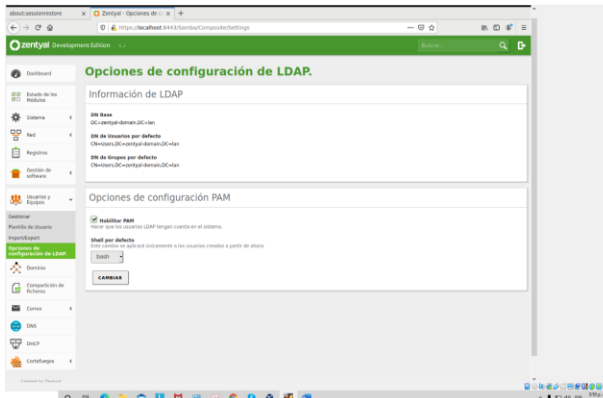 about:sessionrestore
Zentyal - Opciones de
https://localhost:8443/Samba/Composite/Settings
zentyal Development Edition
Buscar...
Opciones de configuración de LDAP.
Dashboard
Información de LDAP
Estado de los
Módulos
DN Base
DC=zentyal-domain,DC=lan
Sistema
DN de Usuarios por defecto
CN=Users,DC=zentyal-domain,DC=lan
Red
DN de Grupos por defecto
CN=Users,DC=zentyal-domain,DC=lan
Registros
Gestión de
software
Usuarios y
Equipos
Opciones de configuración PAM
Gestionar
Plantilla de Usuario
Import/Export
Opciones de
configuración de LDAP.
Habilitar PAM
Hacer que los usuarios LDAP tengan cuenta en el sistema.
Shell por defecto
Este cambio se aplicará únicamente a los usuarios creados a partir de ahora.
bash
CAMBIAR
Dominio
Compartición de
Ficheros
Correo
DNS
DHCP
Cortafuegos